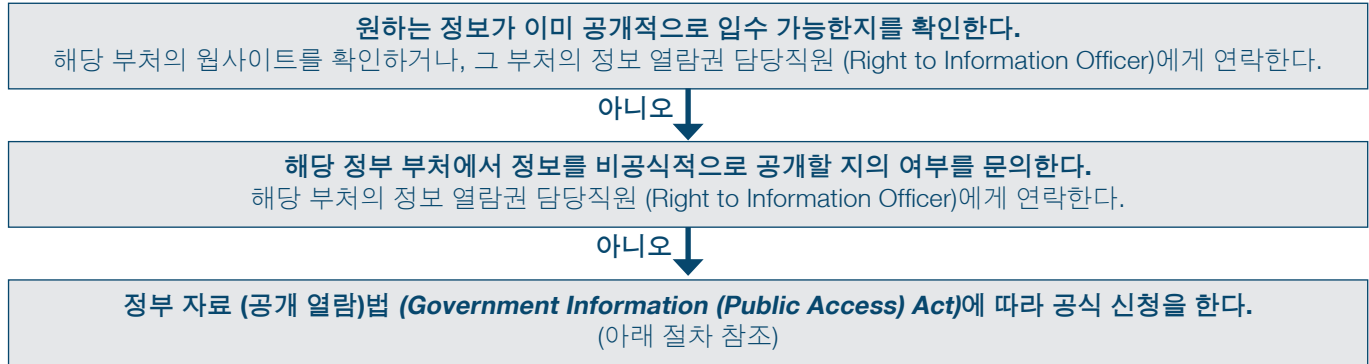 원하는 정보가 이미 공개적으로 입수 가능한지를 확인한다.
해당 부처의 웹사이트를 확인하거나, 그 부처의 정보 열람권 담당직원 (Right to Information Officer)에게 연락한다.
아니오
해당 정부 부처에서 정보를 비공식적으로 공개할 지의 여부를 문의한다.
해당 부처의 정보 열람권 담당직원 (Right to Information Officer)에게 연락한다.
아니오
정부 자료 (공개 열람)법 (Government Information (Public Access) Act)에 따라 공식 신청을 한다.
(아래 절차 참조)